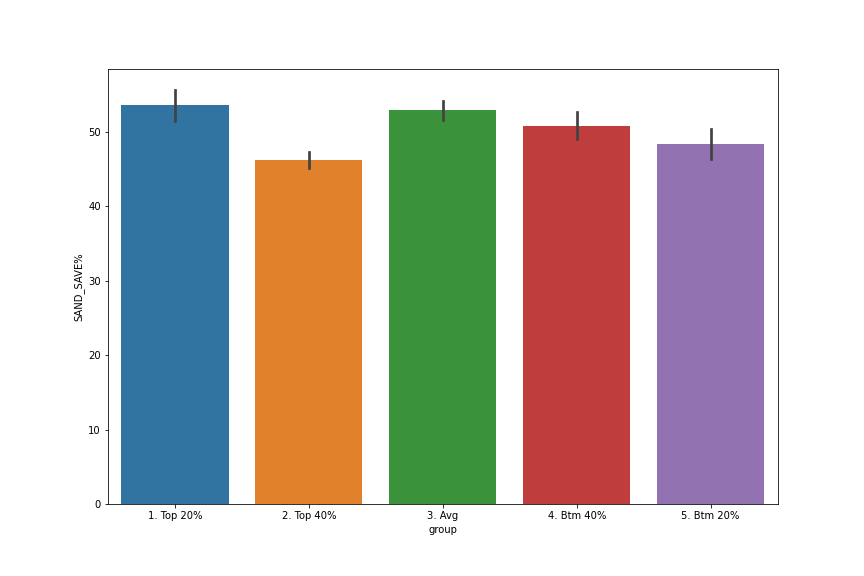 SAND_SAVE%
50
40
30
20
10
0
1. Top 20%
2. Top 40%
3. Avg
4. Btm 40%
5. Btm 20%
group